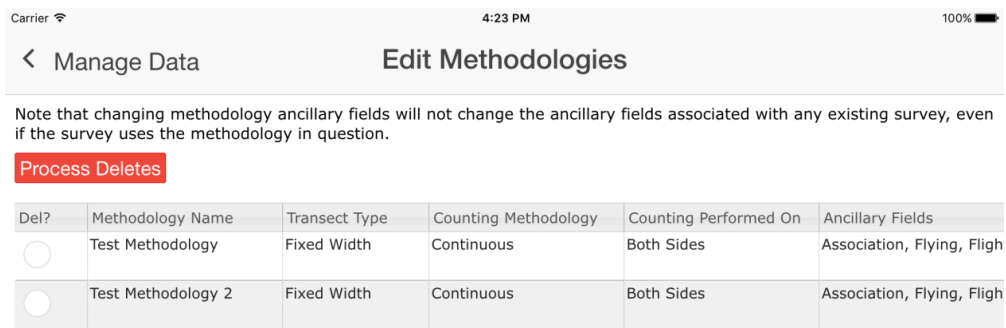 Carrier 4:23 PM 100%
Manage Data Edit Methodologies
Note that changing methodology ancillary fields will not change the ancillary fields associated with any existing survey, even
if the survey uses the methodology in question.
Process Deletes
Del? Methodology Name Transect Type Counting Methodology Counting Performed On Ancillary Fields
Test Methodology Fixed Width Continuous Both Sides Association, Flying,
Test Methodology 2 Fixed Width Continuous Both Sides Association, Flying,